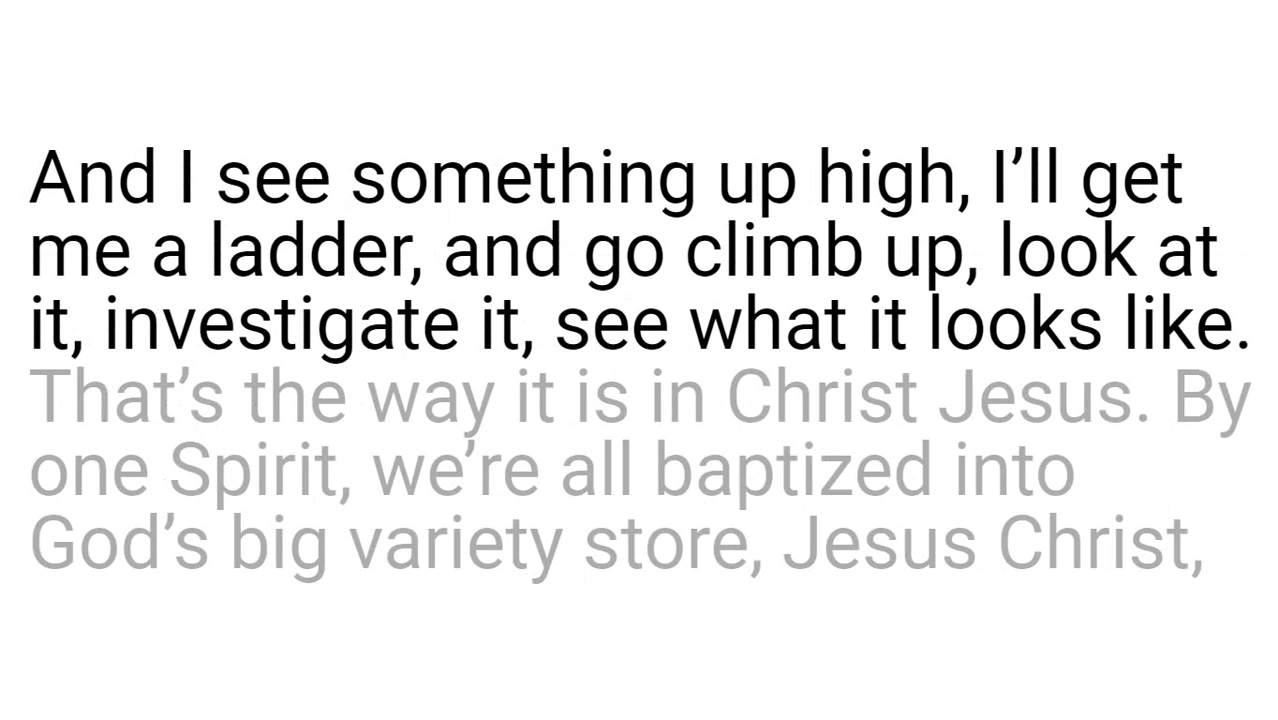 And I see something up high, I’ll get
me a ladder, and go climb up, look at
it, investigate it, see what it looks like.
That’s the way it is in Christ Jesus. By
one Spirit, we’re all baptized into
God’s big variety store, Jesus Christ,